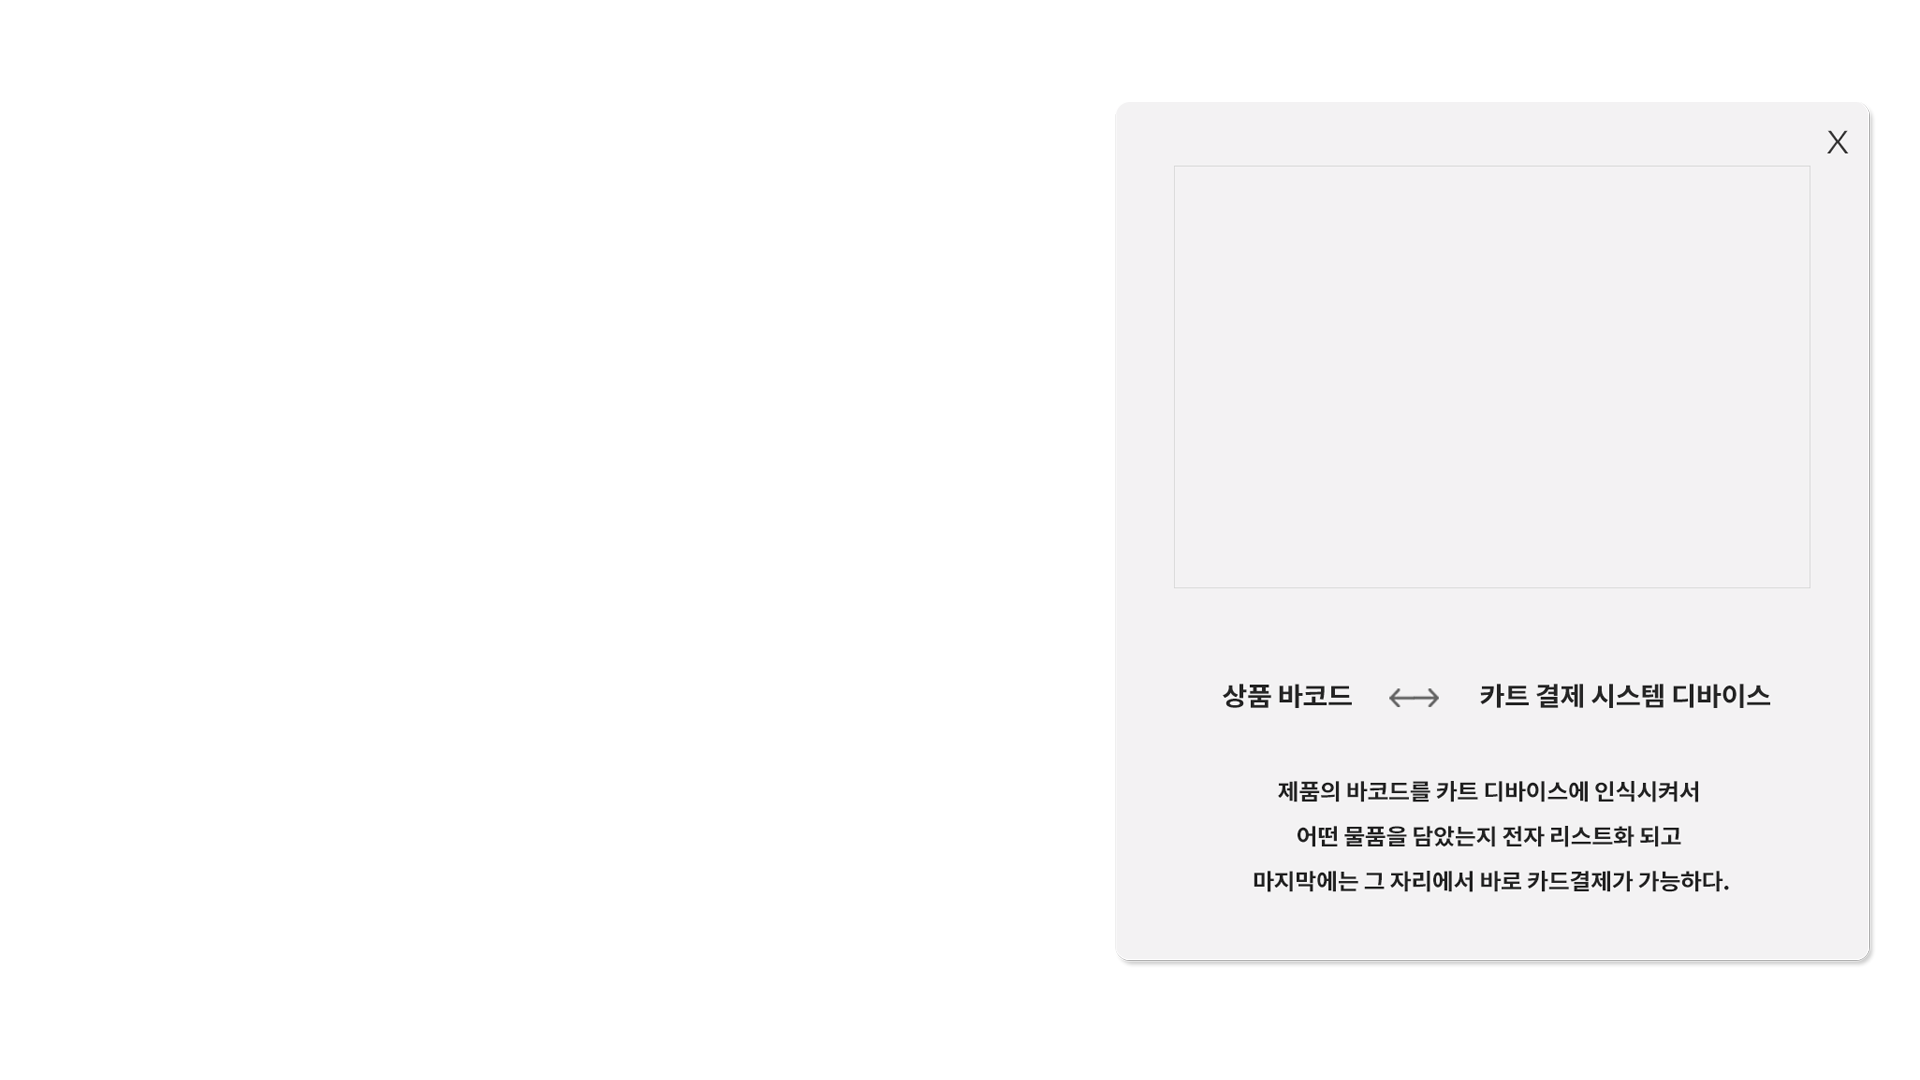 X
상품 바코드 ↔ 카트 결제 시스템 디바이스
제품의 바코드를 카트 디바이스에 인식시켜서
어떤 물품을 담았는지 전자 리스트화 되고
마지막에는 그 자리에서 바로 카드결제가 가능하다.